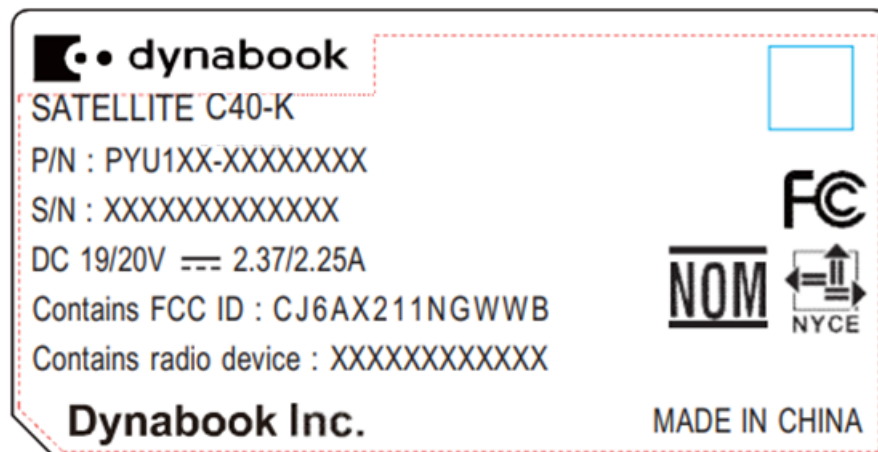 dynabook
SATELLITE C40-K
P/N : PYU1XX-XXXXXXXX
S/N : XXXXXXXXXXXXX
DC 19/20V ⎓ 2.37/2.25A
FC
Contains FCC ID : CJ6AX211NGWWB
NOM
NYCE
Contains radio device : XXXXXXXXXXXX
Dynabook Inc.
MADE IN CHINA